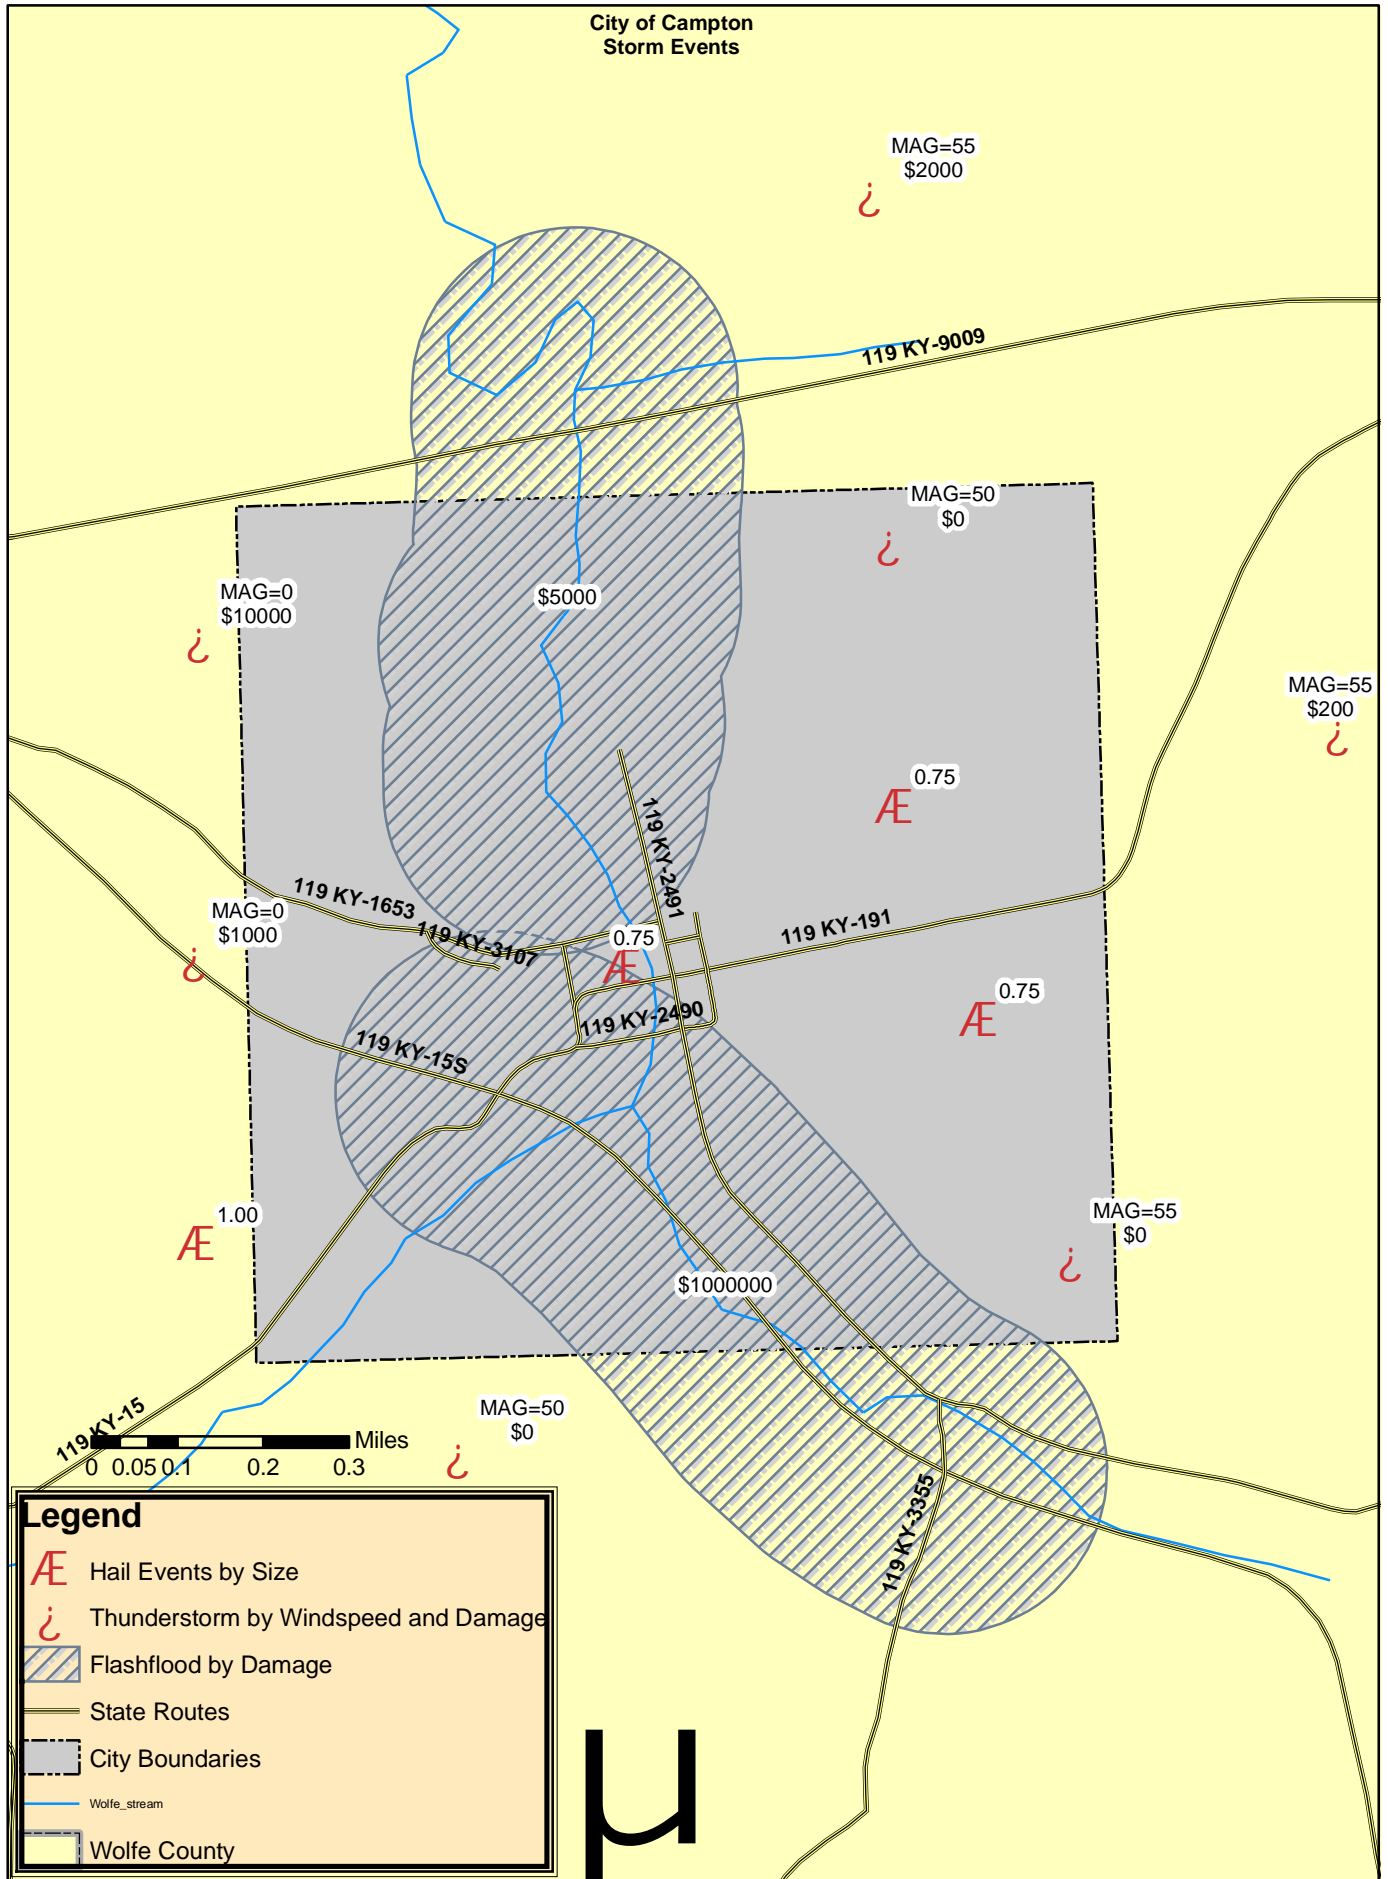 City of Campton
Storm Events
MAG=55
$2000
¿
119 KY-9009
MAG=50
$0
¿
MAG=0
$10000
¿
$5000
MAG=55
$200
¿
0.75
Æ
119 KY-2491
119 KY-1653
119 KY-3107
MAG=0
$1000
¿
0.75
Æ
119 KY-191
0.75
Æ
119 KY-2490
119 KY-15S
1.00
Æ
MAG=55
$0
¿
$1000000
119 KY-15
MAG=50
$0
¿
Miles
0 0.05 0.1 0.2 0.3
119 KY-3355
Legend
Æ Hail Events by Size
¿ Thunderstorm by Windspeed and Damage
Flashflood by Damage
State Routes
City Boundaries
Wolfe_stream
Wolfe County
µ